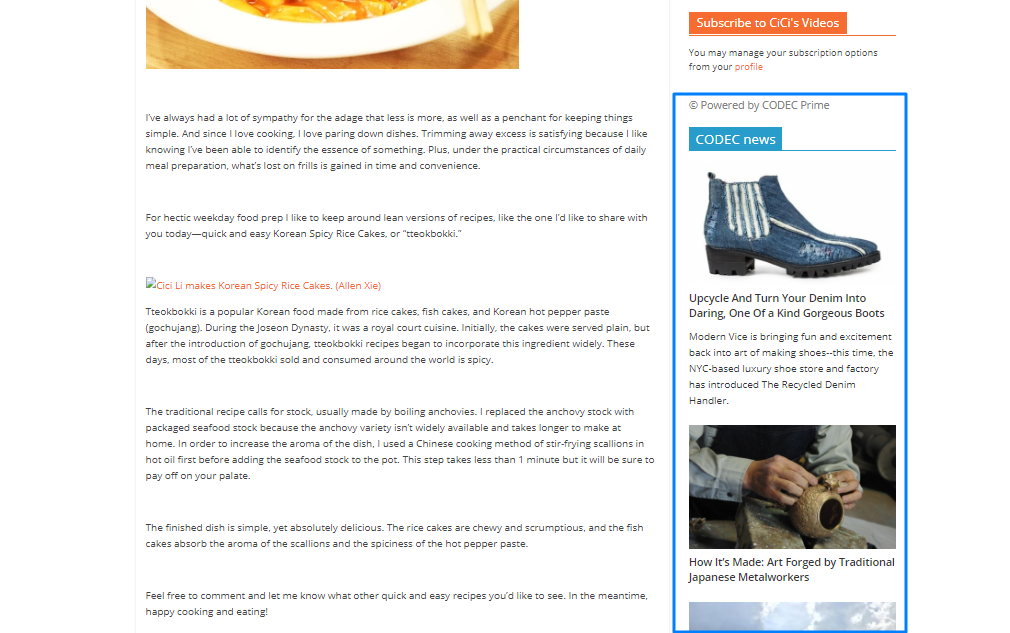 I've always had a lot of sympathy for the adage that less is more, as well as a penchant for keeping things
simple. And since I love cooking, I love paring down dishes. Trimming away excess is satisfying because I like
knowing I've been able to identify the essence of something. Plus, under the practical circumstances of daily
meal preparation, what's lost on frills is gained in time and convenience.
For hectic weekday food prep I like to keep around lean versions of recipes, like the one I'd like to share with
you today—quick and easy Korean Spicy Rice Cakes, or "tteokbokki."
Cici Li makes Korean Spicy Rice Cakes. (Allen Xie)
Tteokbokki is a popular Korean food made from rice cakes, fish cakes, and Korean hot pepper paste
(gochujang). During the Joseon Dynasty, it was a royal court cuisine. Initially, the cakes were served plain, but
after the introduction of gochujang, tteokbokki recipes began to incorporate this ingredient widely. These
days, most of the tteokbokki sold and consumed around the world is spicy.
The traditional recipe calls for stock, usually made by boiling anchovies. I replaced the anchovy stock with
packaged seafood stock because the anchovy variety isn't widely available and takes longer to make at
home. In order to increase the aroma of the dish, I used a Chinese cooking method of stir-frying scallions in
hot oil first before adding the seafood stock to the pot. This step takes less than 1 minute but it will be sure to
pay off on your palate.
The finished dish is simple, yet absolutely delicious. The rice cakes are chewy and scrumptious, and the fish
cakes absorb the aroma of the scallions and the spiciness of the hot pepper paste.
Feel free to comment and let me know what other quick and easy recipes you'd like to see. In the meantime,
happy cooking and eating!
Subscribe to CiCi's Videos
You may manage your subscription options
from your profile
© Powered by CODEC Prime
CODEC news
Upcycle And Turn Your Denim Into
Daring, One Of a Kind Gorgeous Boots
Modern Vice is bringing fun and excitement
back into art of making shoes--this time, the
NYC-based luxury shoe store and factory
has introduced The Recycled Denim
Handler.
How It's Made: Art Forged by Traditional
Japanese Metalworkers